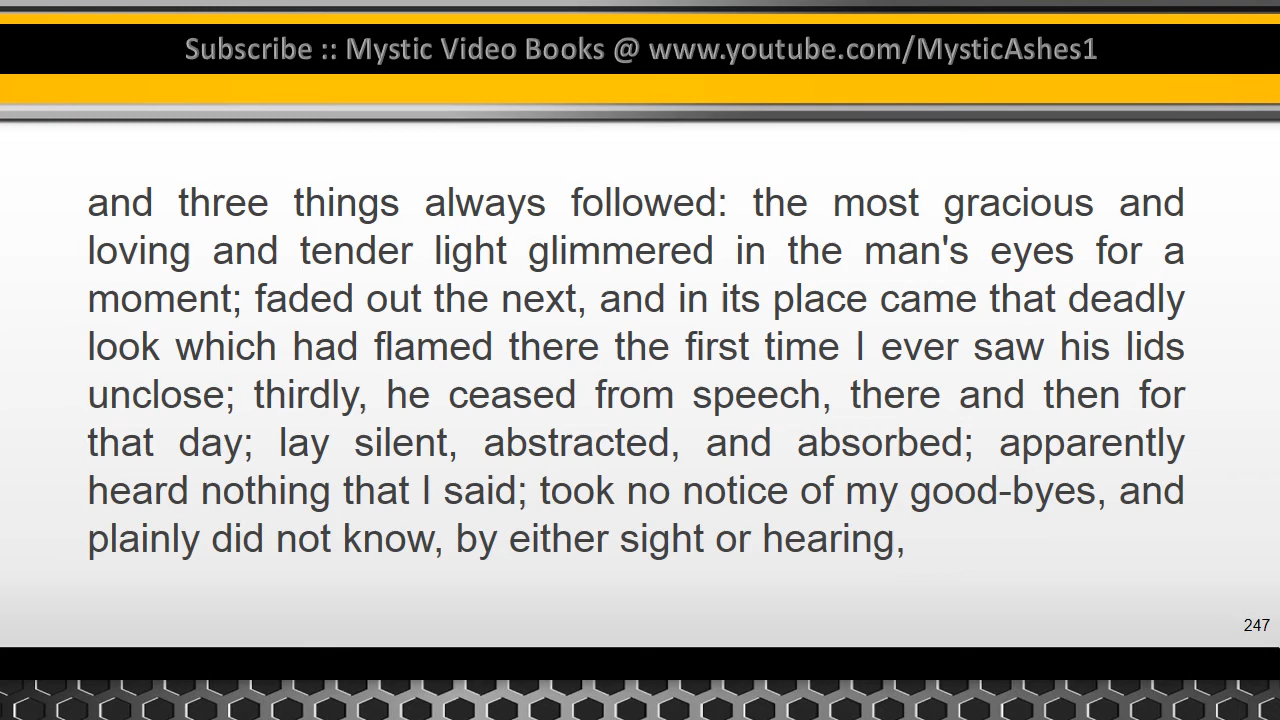 Subscribe :: Mystic Video Books @ www.youtube.com/MysticAshes1
and three things always followed: the most gracious and
loving and tender light glimmered in the man's eyes for a
moment; faded out the next, and in its place came that deadly
look which had flamed there the first time I ever saw his lids
unclose; thirdly, he ceased from speech, there and then for
that day; lay silent, abstracted, and absorbed; apparently
heard nothing that I said; took no notice of my good-byes, and
plainly did not know, by either sight or hearing,
247